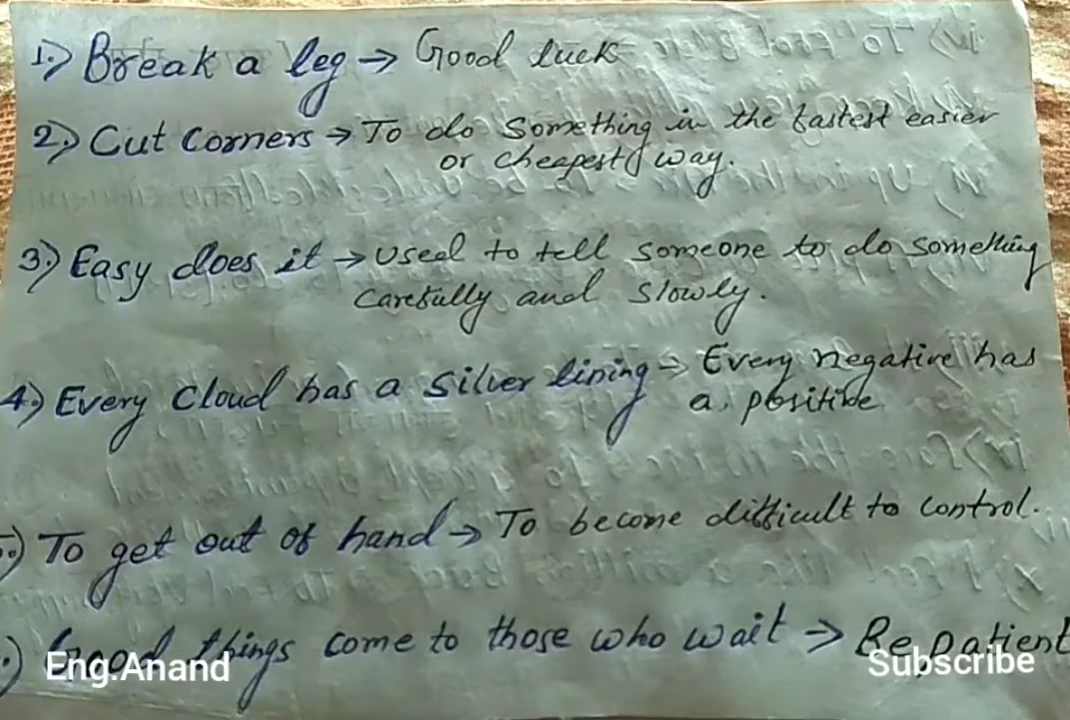 1.) Break a leg → Good luck
2.) Cut Corners → To do Something in the fastest easier
or cheapest way.
3.) Easy does it → Used to tell someone to do something
Carefully and slowly.
4.) Every Cloud has a silver lining → Every negative has
a positive
To get out of hand → To become difficult to control.
Good things come to those who wait → Be patient
Eng.Anand
Subscribe